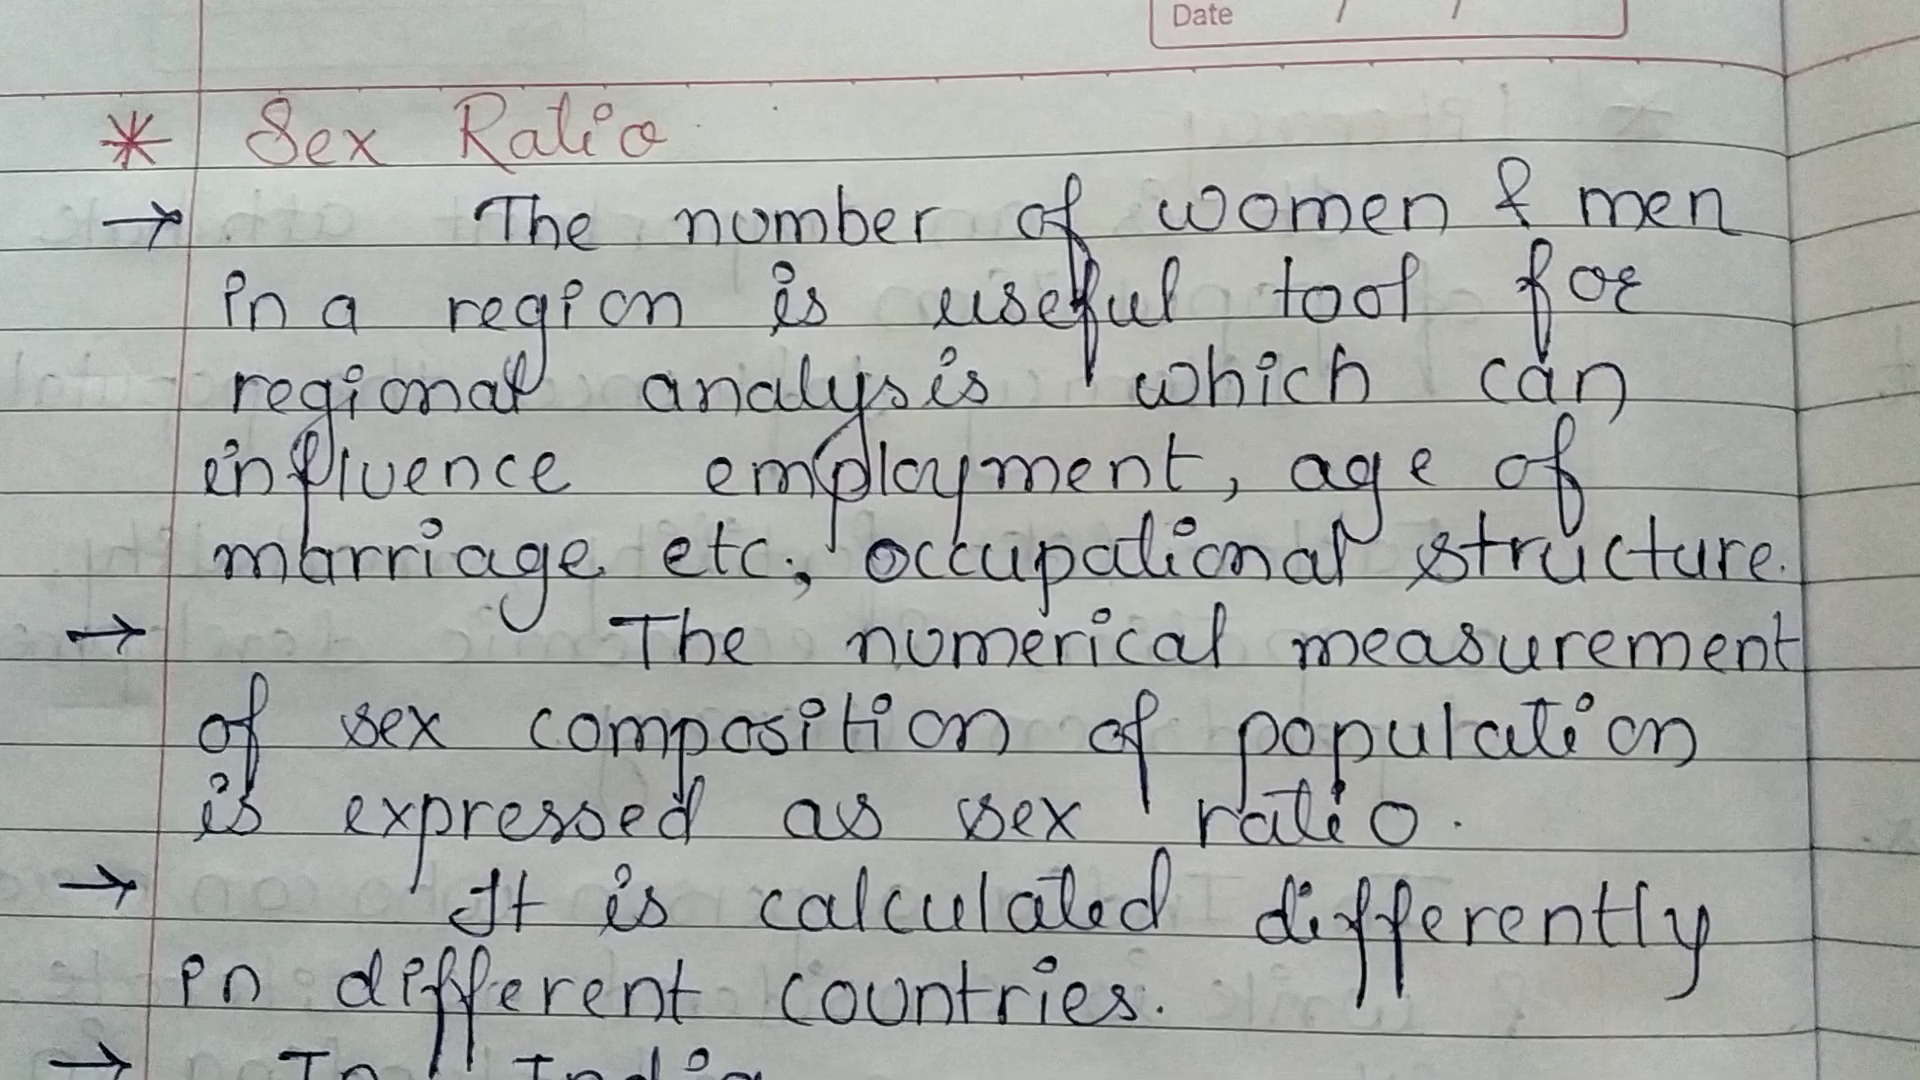 Date / /
* Sex Ratio
→ The number of women & men
in a region is useful tool for
regional analysis which can
influence employment, age of
marriage etc., occupational structure.
→ The numerical measurement
of sex composition of population
is expressed as sex ratio.
→ It is calculated differently
in different countries.
→ In India